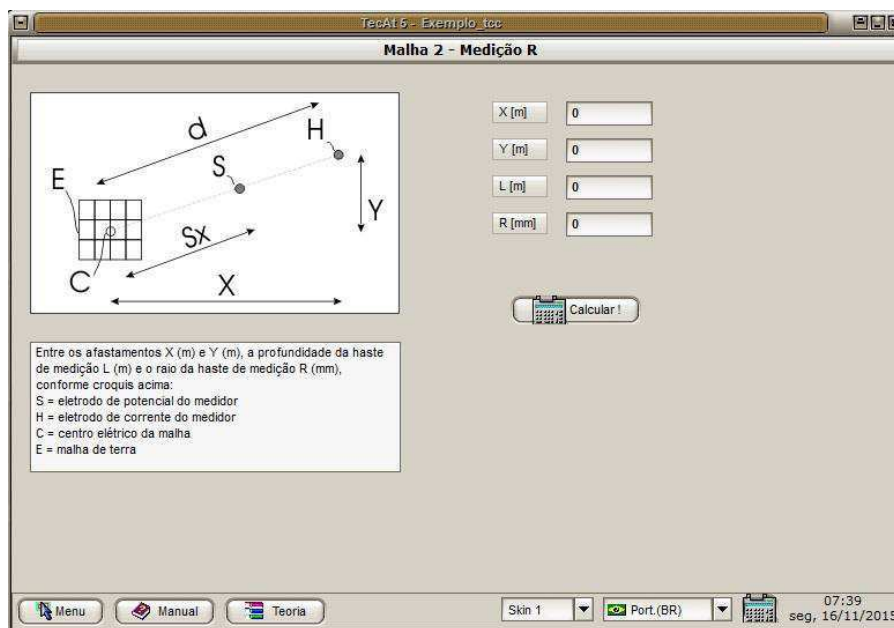 TecAt 5 - Exemplo_tcc
Malha 2 - Medição R
d
H
S
E
Y
Sx
C
X
X [m] 0
Y [m] 0
L [m] 0
R [mm] 0
Calcular !
Entre os afastamentos X (m) e Y (m), a profundidade da haste
de medição L (m) e o raio da haste de medição R (mm),
conforme croquis acima:
S = eletrodo de potencial do medidor
H = eletrodo de corrente do medidor
C = centro elétrico da malha
E = malha de terra
Menu
Manual
Teoria
Skin 1
Port.(BR)
07:39
seg, 16/11/2015